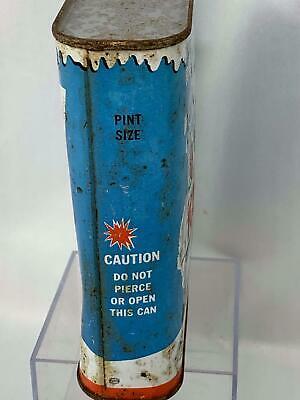 PINT
SIZE
CAUTION
DO NOT
PIERCE
OR OPEN
THIS CAN